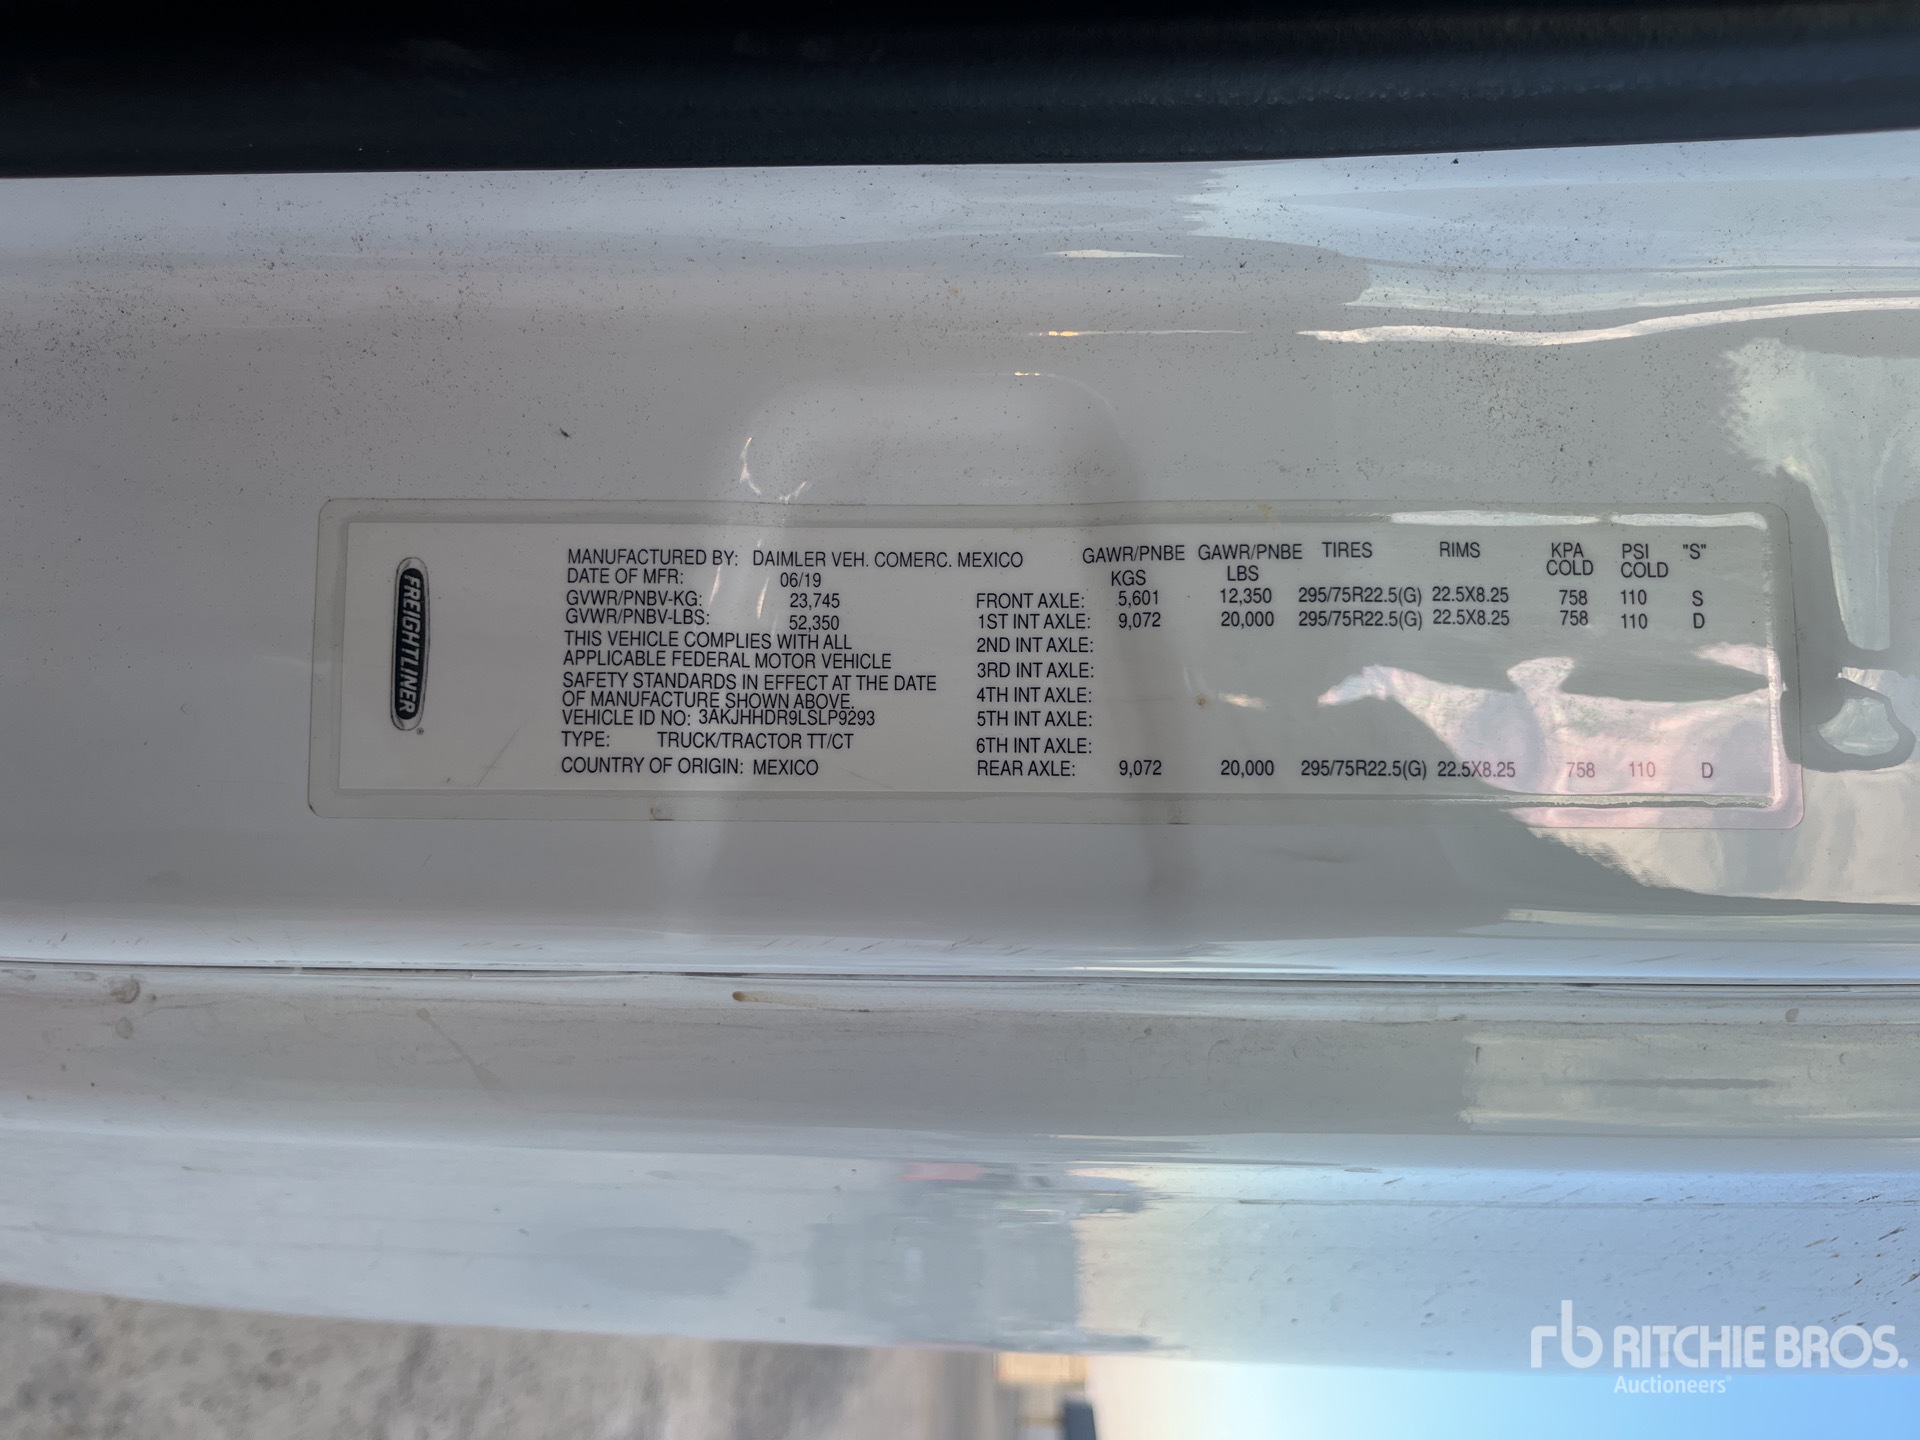 FREIGHTLINER
MANUFACTURED BY: DAIMLER VEH. COMERC. MEXICO
DATE OF MFR: 06/19
GVWR/PNBV-KG: 23,745
GVWR/PNBV-LBS: 52,350
THIS VEHICLE COMPLIES WITH ALL
APPLICABLE FEDERAL MOTOR VEHICLE
SAFETY STANDARDS IN EFFECT AT THE DATE
OF MANUFACTURE SHOWN ABOVE.
VEHICLE ID NO: 3AKJHHDR9LSLP9293
TYPE: TRUCK/TRACTOR TT/CT
COUNTRY OF ORIGIN: MEXICO
GAWR/PNBE GAWR/PNBE TIRES RIMS KPA PSI "S"
KGS LBS COLD COLD
FRONT AXLE: 5,601 12,350 295/75R22.5(G) 22.5X8.25 758 110 S
1ST INT AXLE: 9,072 20,000 295/75R22.5(G) 22.5X8.25 758 110 D
2ND INT AXLE:
3RD INT AXLE:
4TH INT AXLE:
5TH INT AXLE:
6TH INT AXLE:
REAR AXLE: 9,072 20,000 295/75R22.5(G) 22.5X8.25 758 110 D
rb RITCHIE BROS.
Auctioneers